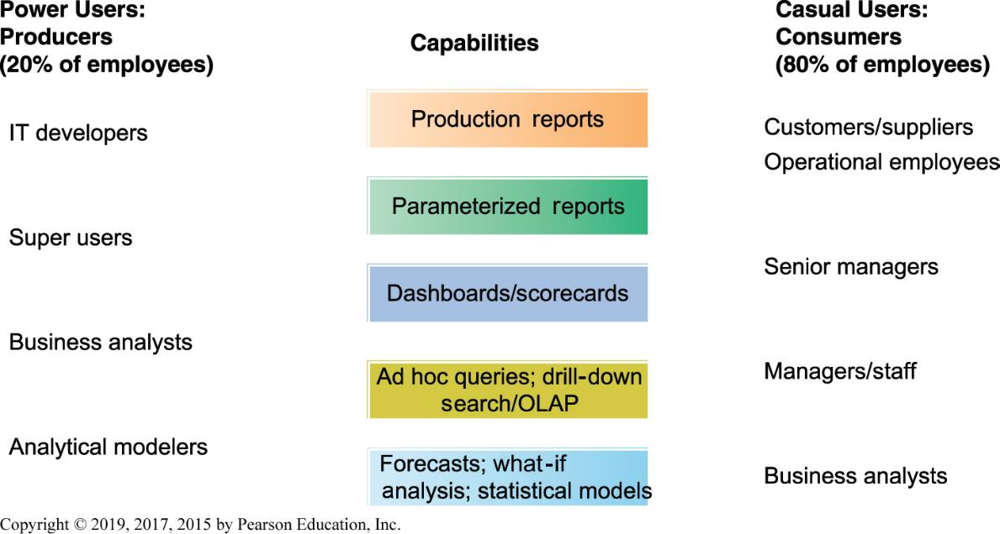 Power Users:
Producers
(20% of employees)
Capabilities
Casual Users:
Consumers
(80% of employees)
IT developers
Super users
Business analysts
Analytical modelers
Production reports
Parameterized reports
Dashboards/scorecards
Ad hoc queries; drill-down
search/OLAP
Forecasts; what-if
analysis; statistical models
Customers/suppliers
Operational employees
Senior managers
Managers/staff
Business analysts
Copyright © 2019, 2017, 2015 by Pearson Education, Inc.